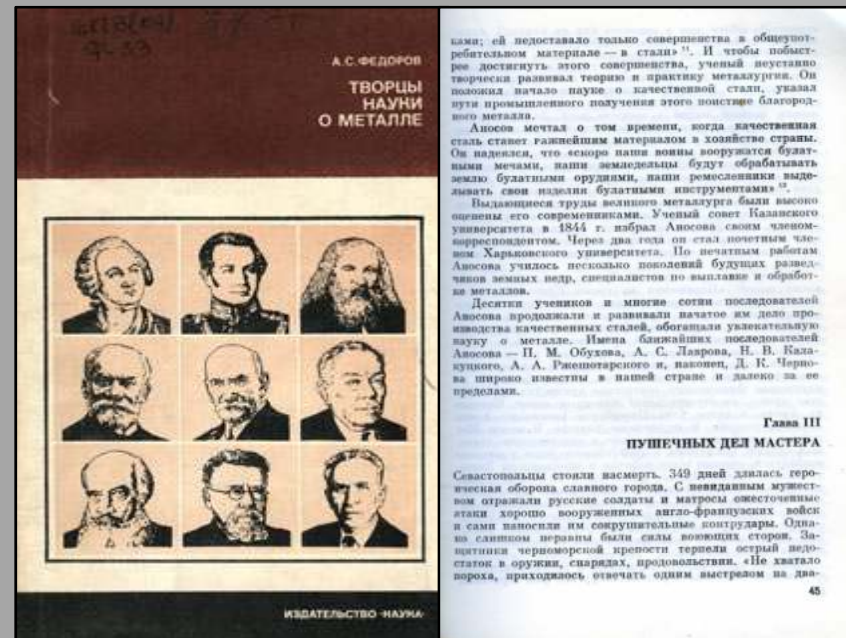 А.С.ФЕДОРОВ
ТВОРЦЫ
НАУКИ
О МЕТАЛЛЕ
ИЗДАТЕЛЬСТВО «НАУКА»
ками; ей недоставало только совершенства в общеупот-
ребительном материале — в стали» ¹¹. И чтобы побыст-
рее достигнуть этого совершенства, ученый неустанно
творчески развивал теорию и практику металлургии. Он
положил начало науке о качественной стали, указал
пути промышленного получения этого поистине благород-
ного металла.
Аносов мечтал о том времени, когда качественная
сталь станет важнейшим материалом в хозяйстве страны.
Он надеялся, что «скоро наши воины вооружатся булат-
ными мечами, наши земледельцы будут обрабатывать
землю булатными орудиями, наши ремесленники выде-
лывать свои изделия булатными инструментами» ¹².
Выдающиеся труды великого металлурга были высоко
оценены его современниками. Ученый совет Казанского
университета в 1844 г. избрал Аносова своим членом-
корреспондентом. Через два года он стал почетным чле-
ном Харьковского университета. По печатным работам
Аносова училось несколько поколений будущих развед-
чиков земных недр, специалистов по выплавке и обработ-
ке металлов.
Десятки учеников и многие сотни последователей
Аносова продолжали и развивали начатое им дело про-
изводства качественных сталей, обогащали увлекательную
науку о металле. Имена ближайших последователей
Аносова — П. М. Обухова, А. С. Лаврова, Н. В. Кала-
куцкого, А. А. Ржешотарского и, наконец, Д. К. Черно-
ва широко известны в нашей стране и далеко за ее
пределами.
Глава III
ПУШЕЧНЫХ ДЕЛ МАСТЕРА
Севастопольцы стояли насмерть. 349 дней длилась геро-
ическая оборона славного города. С невиданным мужест-
вом отражали русские солдаты и матросы ожесточенные
атаки хорошо вооруженных англо-французских войск
и сами наносили им сокрушительные контрудары. Одна-
ко слишком неравны были силы воюющих сторон. За-
щитники черноморской крепости терпели острый недо-
статок в оружии, снарядах, продовольствии. «Не хватало
пороха, приходилось отвечать одним выстрелом на два-
45